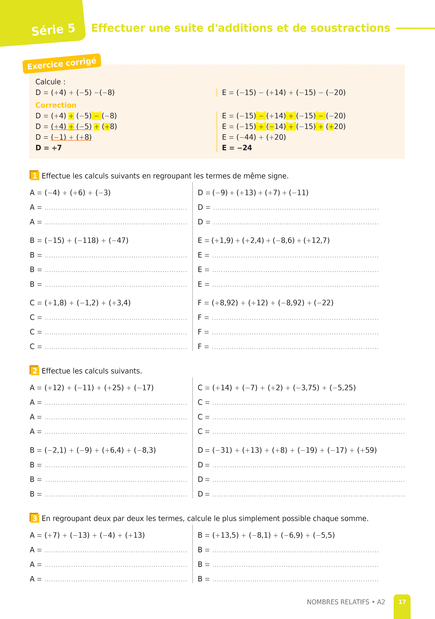 Série 5 Effectuer une suite d'additions et de soustractions
Exercice corrigé
Calcule :
D = (+4) + (−5) −(−8) E = (−15) − (+14) + (−15) − (−20)
Correction
D = (+4) + (−5) − (−8) E = (−15) − (+14) + (−15) − (−20)
D = (+4) + (−5) + (+8) E = (−15) + (−14) + (−15) + (+20)
D = (−1) + (+8) E = (−44) + (+20)
D = +7 E = −24
1 Effectue les calculs suivants en regroupant les termes de même signe.
A = (−4) + (+6) + (−3) D = (−9) + (+13) + (+7) + (−11)
A = D =
A = D =
B = (−15) + (−118) + (−47) E = (+1,9) + (+2,4) + (−8,6) + (+12,7)
B = E =
B = E =
B = E =
C = (+1,8) + (−1,2) + (+3,4) F = (+8,92) + (+12) + (−8,92) + (−22)
C = F =
C = F =
C = F =
2 Effectue les calculs suivants.
A = (+12) + (−11) + (+25) + (−17) C = (+14) + (−7) + (+2) + (−3,75) + (−5,25)
A = C =
A = C =
A = C =
B = (−2,1) + (−9) + (+6,4) + (−8,3) D = (−31) + (+13) + (+8) + (−19) + (−17) + (+59)
B = D =
B = D =
B = D =
3 En regroupant deux par deux les termes, calcule le plus simplement possible chaque somme.
A = (+7) + (−13) + (−4) + (+13) B = (+13,5) + (−8,1) + (−6,9) + (−5,5)
A = B =
A = B =
A = B =
NOMBRES RELATIFS • A2 17